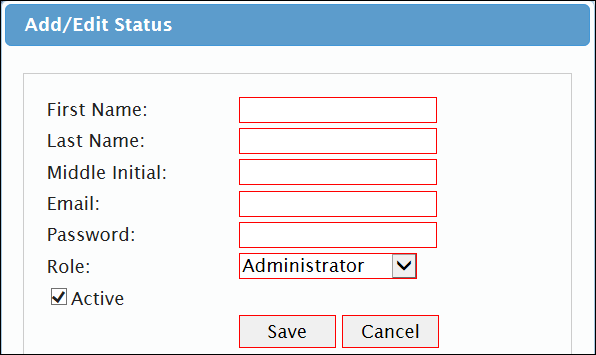 Add/Edit Status
First Name:
Last Name:
Middle Initial:
Email:
Password:
Role: Administrator
Active
Save Cancel